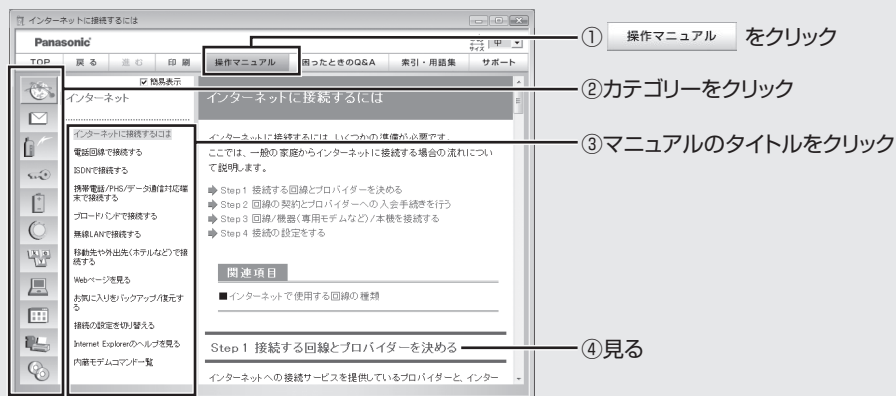 インターネットに接続するには
Panasonic
サイズ 中
TOP 戻る 進む 印刷 操作マニュアル 困ったときのQ&A 索引・用語集 サポート
簡易表示
インターネット
インターネットに接続するには
電話回線で接続する
ISDNで接続する
携帯電話/PHS/データ通信対応端
末で接続する
ブロードバンドで接続する
無線LANで接続する
移動先や外出先(ホテルなど)で接
続する
Webページを見る
お気に入りをバックアップ/復元す
る
接続の設定を切り替える
Internet Explorerのヘルプを見る
内蔵モデムコマンド一覧
インターネットに接続するには
インターネットに接続するには、いくつかの準備が必要です。
ここでは、一般の家庭からインターネットに接続する場合の流れについ
て説明します。
Step1 接続する回線とプロバイダーを決める
Step2 回線の契約とプロバイダーへの入会手続きを行う
Step3 回線/機器(専用モデムなど)/本機を接続する
Step4 接続の設定をする
関連項目
■インターネットで使用する回線の種類
Step1 接続する回線とプロバイダーを決める
インターネットへの接続サービスを提供しているプロバイダーと、インター
① 操作マニュアル をクリック
②カテゴリーをクリック
③マニュアルのタイトルをクリック
④見る